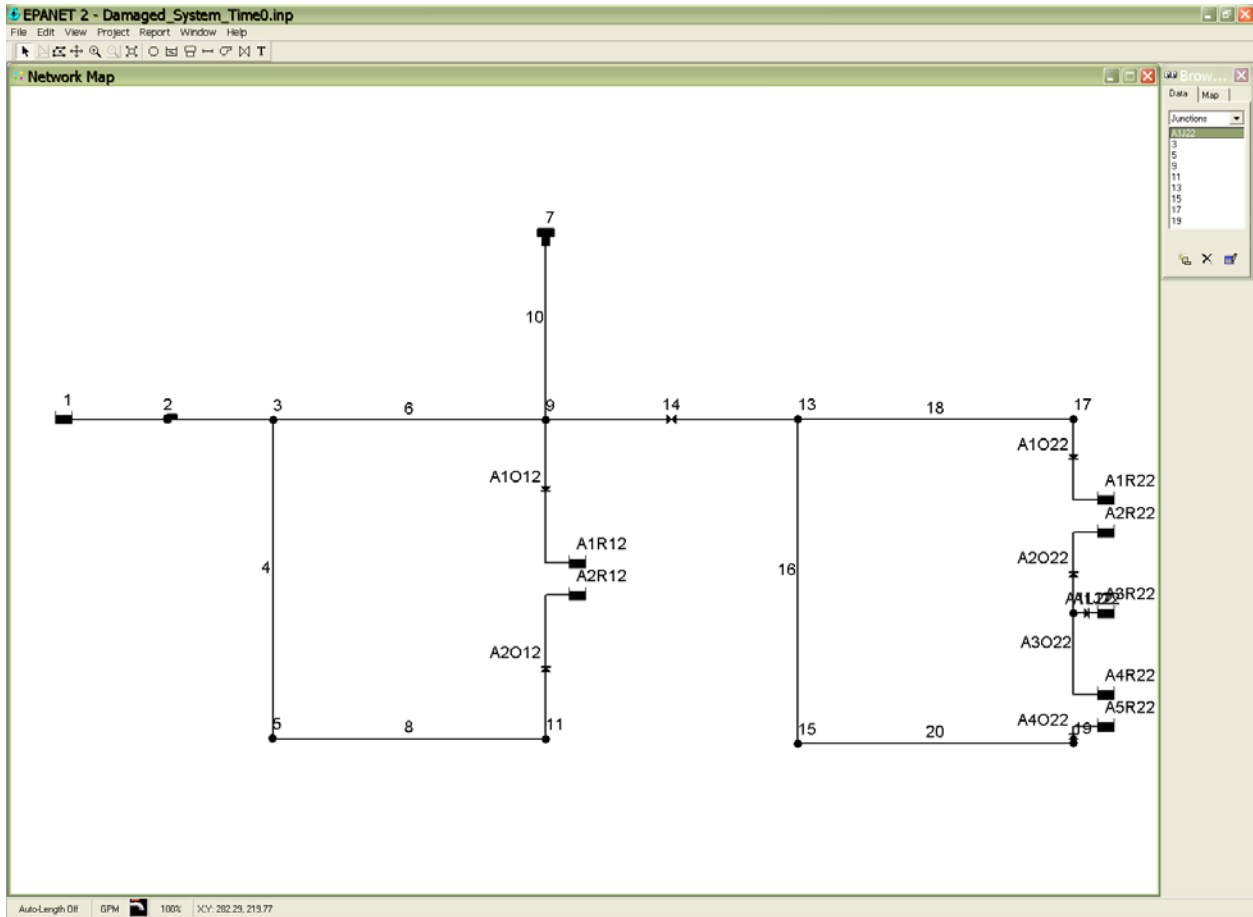 EPANET 2 - Damaged_System_Time0.inp
File Edit View Project Report Window Help
T
Network Map
Brow...
Data Map
Junctions
A1J22
3
5
9
11
13
15
17
19
7
10
1
2
3
6
9
14
13
18
17
A1O12
A1O22
A1R22
A2R22
A1R12
A2R12
4
16
A2O22
A3R22
A2O12
A3O22
A4R22
A5R22
5
8
11
15
20
A4O22
19
Auto-Length Off GPM 100% X,Y: 282.29, 219.77